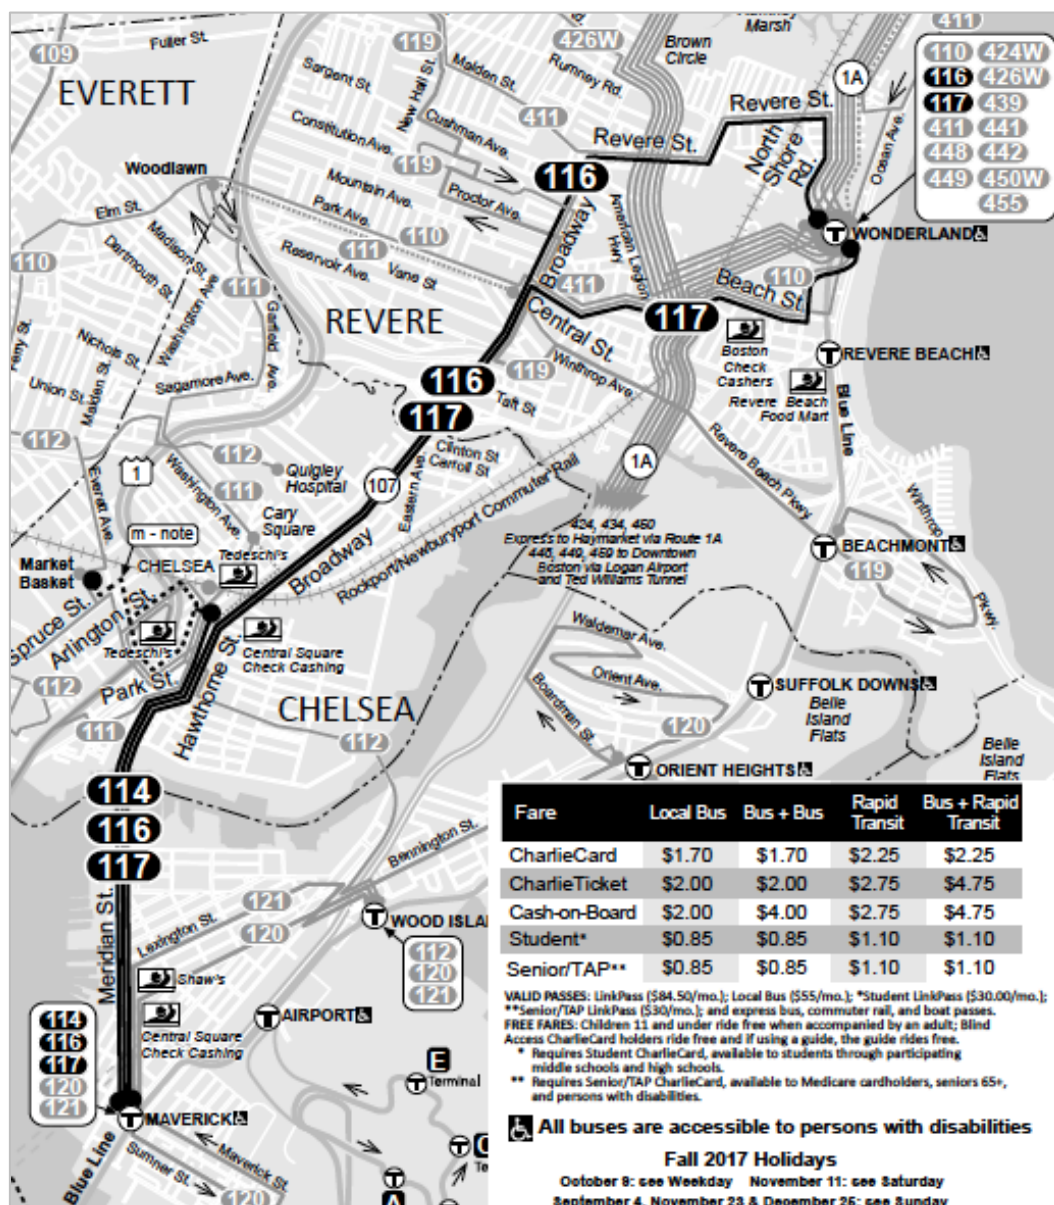 Fuller St.
109
EVERETT
Sargent St.
119
New Hall St.
Malden St.
426W
Rumney Rd.
Brown
Circle
Marsh
411
1A
110 424W
116 426W
117 439
411 441
448 442
449 450W
455
Constitution Ave.
Cushman Ave.
411
Revere St.
Revere St.
North
Shore
Rd.
Ocean Ave.
Woodlawn
119
116
Mountain Ave.
Proctor Ave.
Elm St.
Park Ave.
110
111
Broadway
American Legion
Hwy
WONDERLAND
Madison St.
Dartmouth St.
Washington Ave
Reservoir Ave.
Vane St
411
110
Beach St.
110
111
Garfield Ave.
REVERE
Central St.
117
Ferry St.
Nichols St.
Boston
Check
Cashers
REVERE BEACH
Union St.
Malden St.
Sagamore Ave.
116
119
Winthrop Ave.
Taft St
Revere Beach
Food Mart
Blue Line
117
112
1
112
Quigley
Hospital
Clinton St
Carroll St
1A
Revere Beach Pkwy.
Everett Ave.
Washington Ave.
111
107
Eastern Ave.
Cary
Square
Winthrop
Pkwy.
m - note
Tedeschi's
Broadway
Rockport/Newburyport Commuter Rail
424, 434, 450
Express to Haymarket via Route 1A
448, 449, 459 to Downtown
Boston via Logan Airport
and Ted Williams Tunnel
BEACHMONT
119
Market
Basket
CHELSEA
Spruce St.
Arlington St.
Tedeschi's
Central Square
Check Cashing
Waldemar Ave.
Park St.
Hawthorne St.
112
Orient Ave.
Boardman St.
SUFFOLK DOWNS
Belle
Island
Flats
CHELSEA
111
112
120
ORIENT HEIGHTS
Belle
Island
Flats
114
116
117
Bennington St.
Meridian St.
121
Lexington St.
120
WOOD ISLA
112
120
121
Shaw's
Central Square
Check Cashing
AIRPORT
114
116
117
120
121
E
Terminal
MAVERICK
Blue Line
Sumner St.
Maverick St.
120
A
C
Te
Fare Local Bus Bus + Bus Rapid Transit Bus + Rapid Transit
CharlieCard $1.70 $1.70 $2.25 $2.25
CharlieTicket $2.00 $2.00 $2.75 $4.75
Cash-on-Board $2.00 $4.00 $2.75 $4.75
Student* $0.85 $0.85 $1.10 $1.10
Senior/TAP** $0.85 $0.85 $1.10 $1.10
VALID PASSES: LinkPass ($84.50/mo.); Local Bus ($55/mo.); *Student LinkPass ($30.00/mo.);
**Senior/TAP LinkPass ($30/mo.); and express bus, commuter rail, and boat passes.
FREE FARES: Children 11 and under ride free when accompanied by an adult; Blind
Access CharlieCard holders ride free and if using a guide, the guide rides free.
* Requires Student CharlieCard, available to students through participating
middle schools and high schools.
** Requires Senior/TAP CharlieCard, available to Medicare cardholders, seniors 65+,
and persons with disabilities.
All buses are accessible to persons with disabilities
Fall 2017 Holidays
October 9: see Weekday November 11: see Saturday
September 4, November 23 & December 25: see Sunday